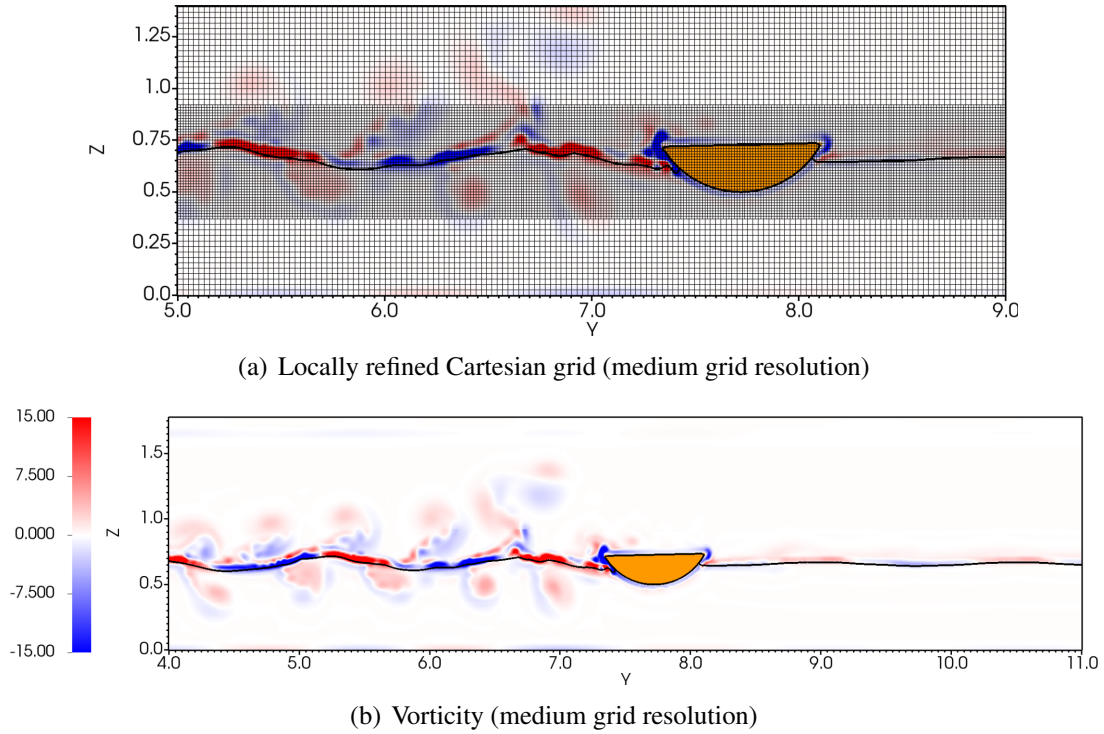 1.25
1.0
0.75
Z
0.5
0.25
0.0
5.0 6.0 7.0 8.0 9.0
Y
(a) Locally refined Cartesian grid (medium grid resolution)
15.00
7.500
0.000
-7.500
-15.00
1.5
1.0
Z
0.5
0.0
4.0 5.0 6.0 7.0 8.0 9.0 10.0 11.0
Y
(b) Vorticity (medium grid resolution)